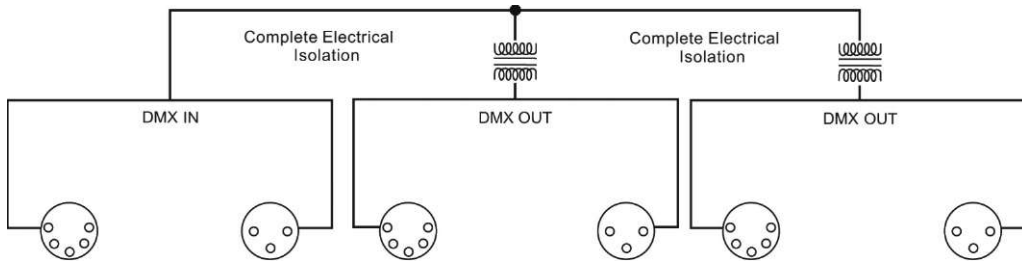 Complete Electrical
Isolation
Complete Electrical
Isolation
DMX IN
DMX OUT
DMX OUT